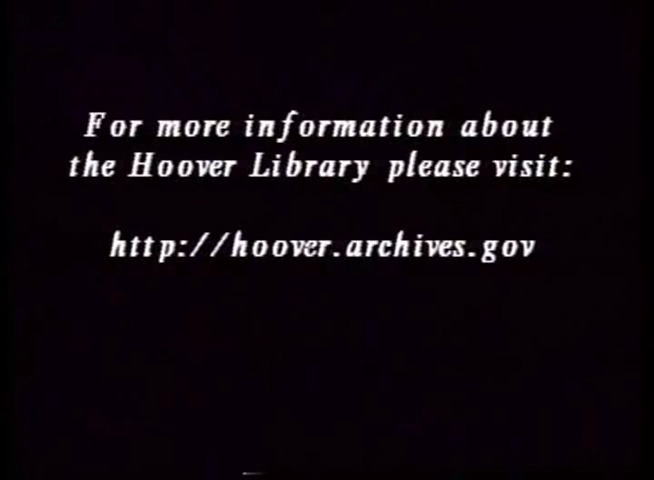 For more information about
the Hoover Library please visit:
http://hoover.archives.gov